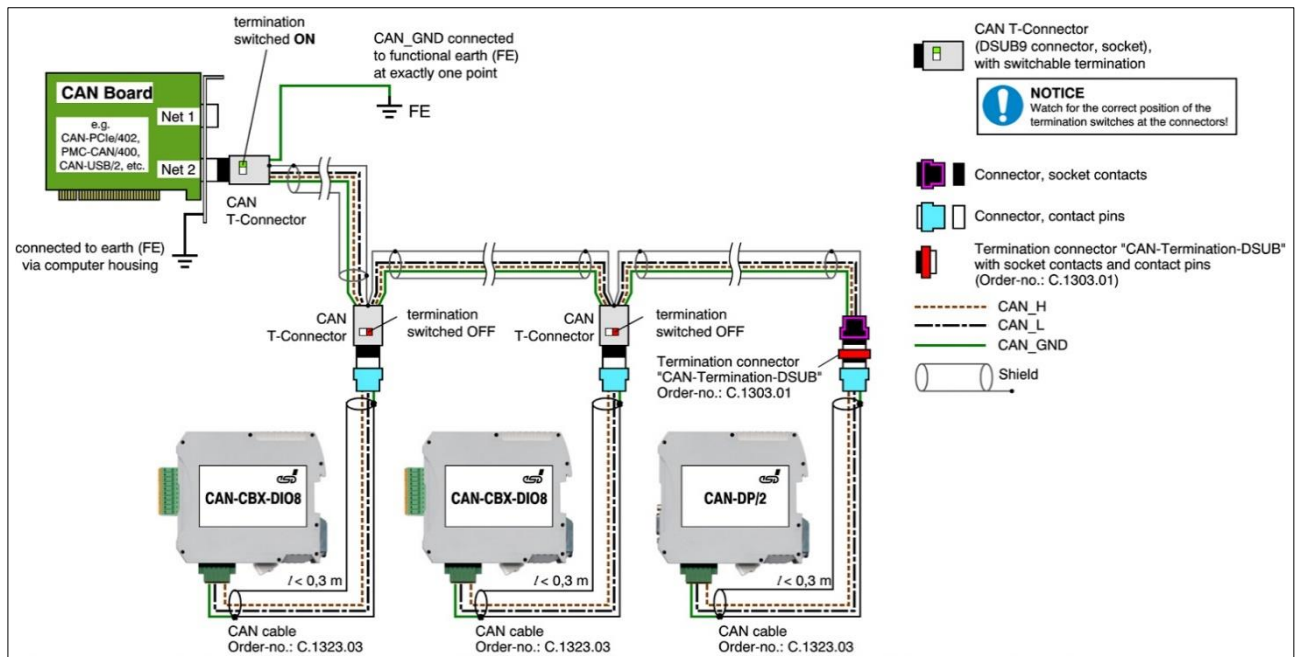 termination
switched ON
CAN_GND connected
to functional earth (FE)
at exactly one point
FE
CAN Board
e.g.
CAN-PCIe/402,
PMC-CAN/400,
CAN-USB/2, etc.
Net 1
Net 2
CAN
T-Connector
connected to earth (FE)
via computer housing
CAN T-Connector
(DSUB9 connector, socket),
with switchable termination
NOTICE
Watch for the correct position of the
termination switches at the connectors!
Connector, socket contacts
Connector, contact pins
Termination connector "CAN-Termination-DSUB"
with socket contacts and contact pins
(Order-no.: C.1303.01)
CAN_H
CAN_L
CAN_GND
Shield
CAN
T-Connector
termination
switched OFF
CAN
T-Connector
termination
switched OFF
Termination connector
"CAN-Termination-DSUB"
Order-no.: C.1303.01
esd
CAN-CBX-DIO8
esd
CAN-CBX-DIO8
esd
CAN-DP/2
l < 0,3 m
l < 0,3 m
l < 0,3 m
CAN cable
Order-no.: C.1323.03
CAN cable
Order-no.: C.1323.03
CAN cable
Order-no.: C.1323.03